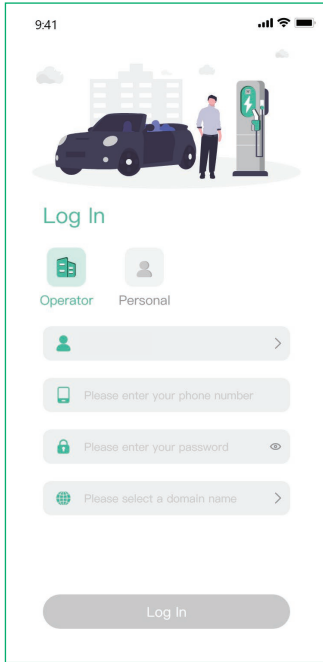 9:41
Log In
Operator Personal
Please enter your phone number
Please enter your password
Please select a domain name
Log In